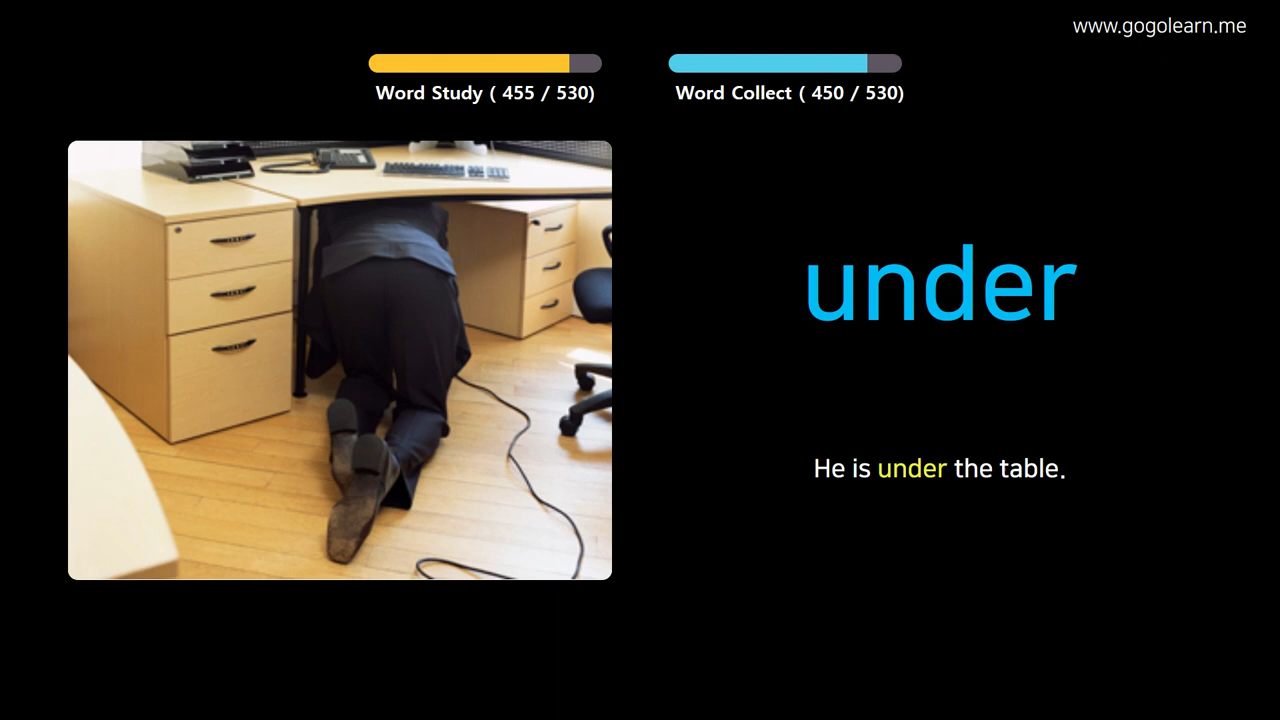 www.gogolearn.me
Word Study ( 455 / 530)
Word Collect ( 450 / 530)
under
He is under the table.